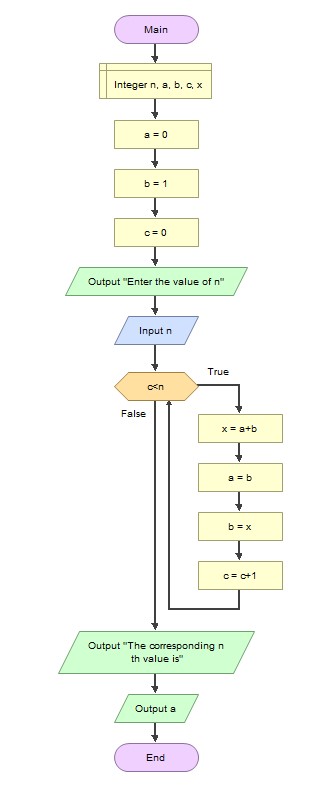 Main
Integer n, a, b, c, x
a = 0
b = 1
c = 0
Output "Enter the value of n"
Input n
c<n
True
False
x = a+b
a = b
b = x
c = c+1
Output "The corresponding n
th value is"
Output a
End